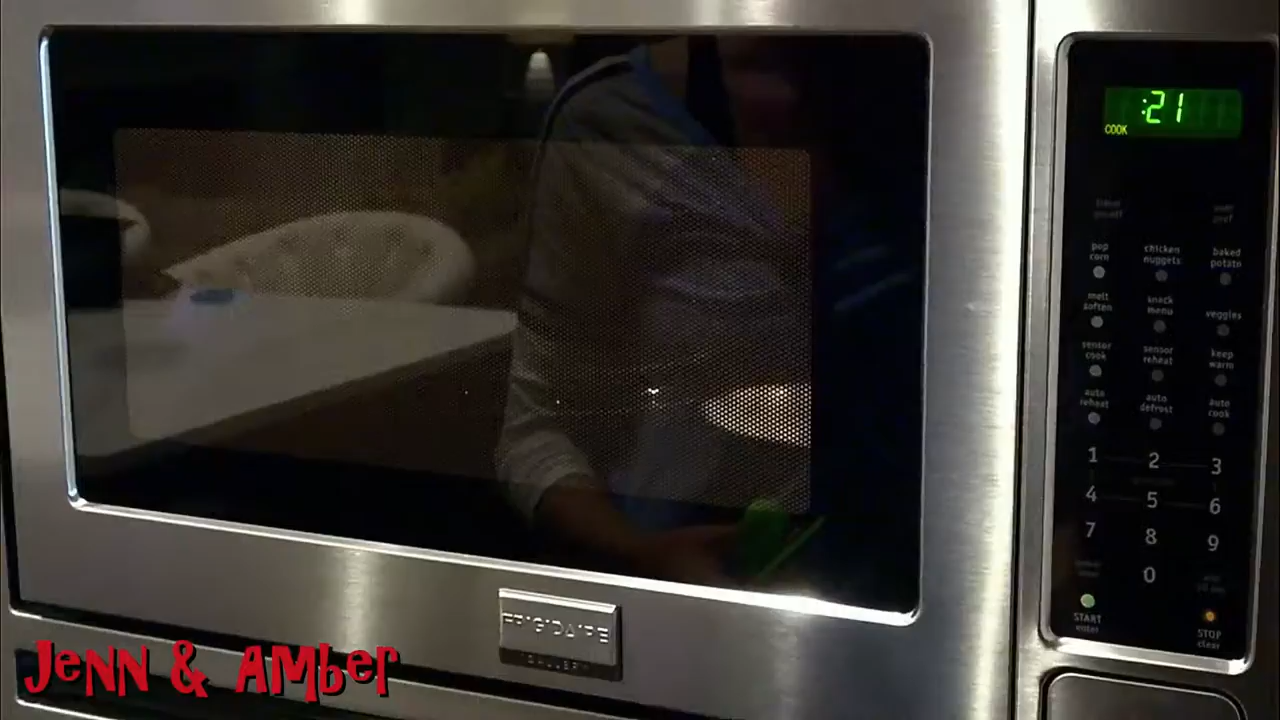 :21
COOK
pop corn
chicken nuggets
baked potato
melt soften
snack menu
veggies
sensor cook
sensor reheat
keep warm
auto reheat
auto defrost
auto cook
1 2 3
4 5 6
7 8 9
0
START enter
STOP clear
FRIGIDAIRE
GALLERY
Jenn & Amber